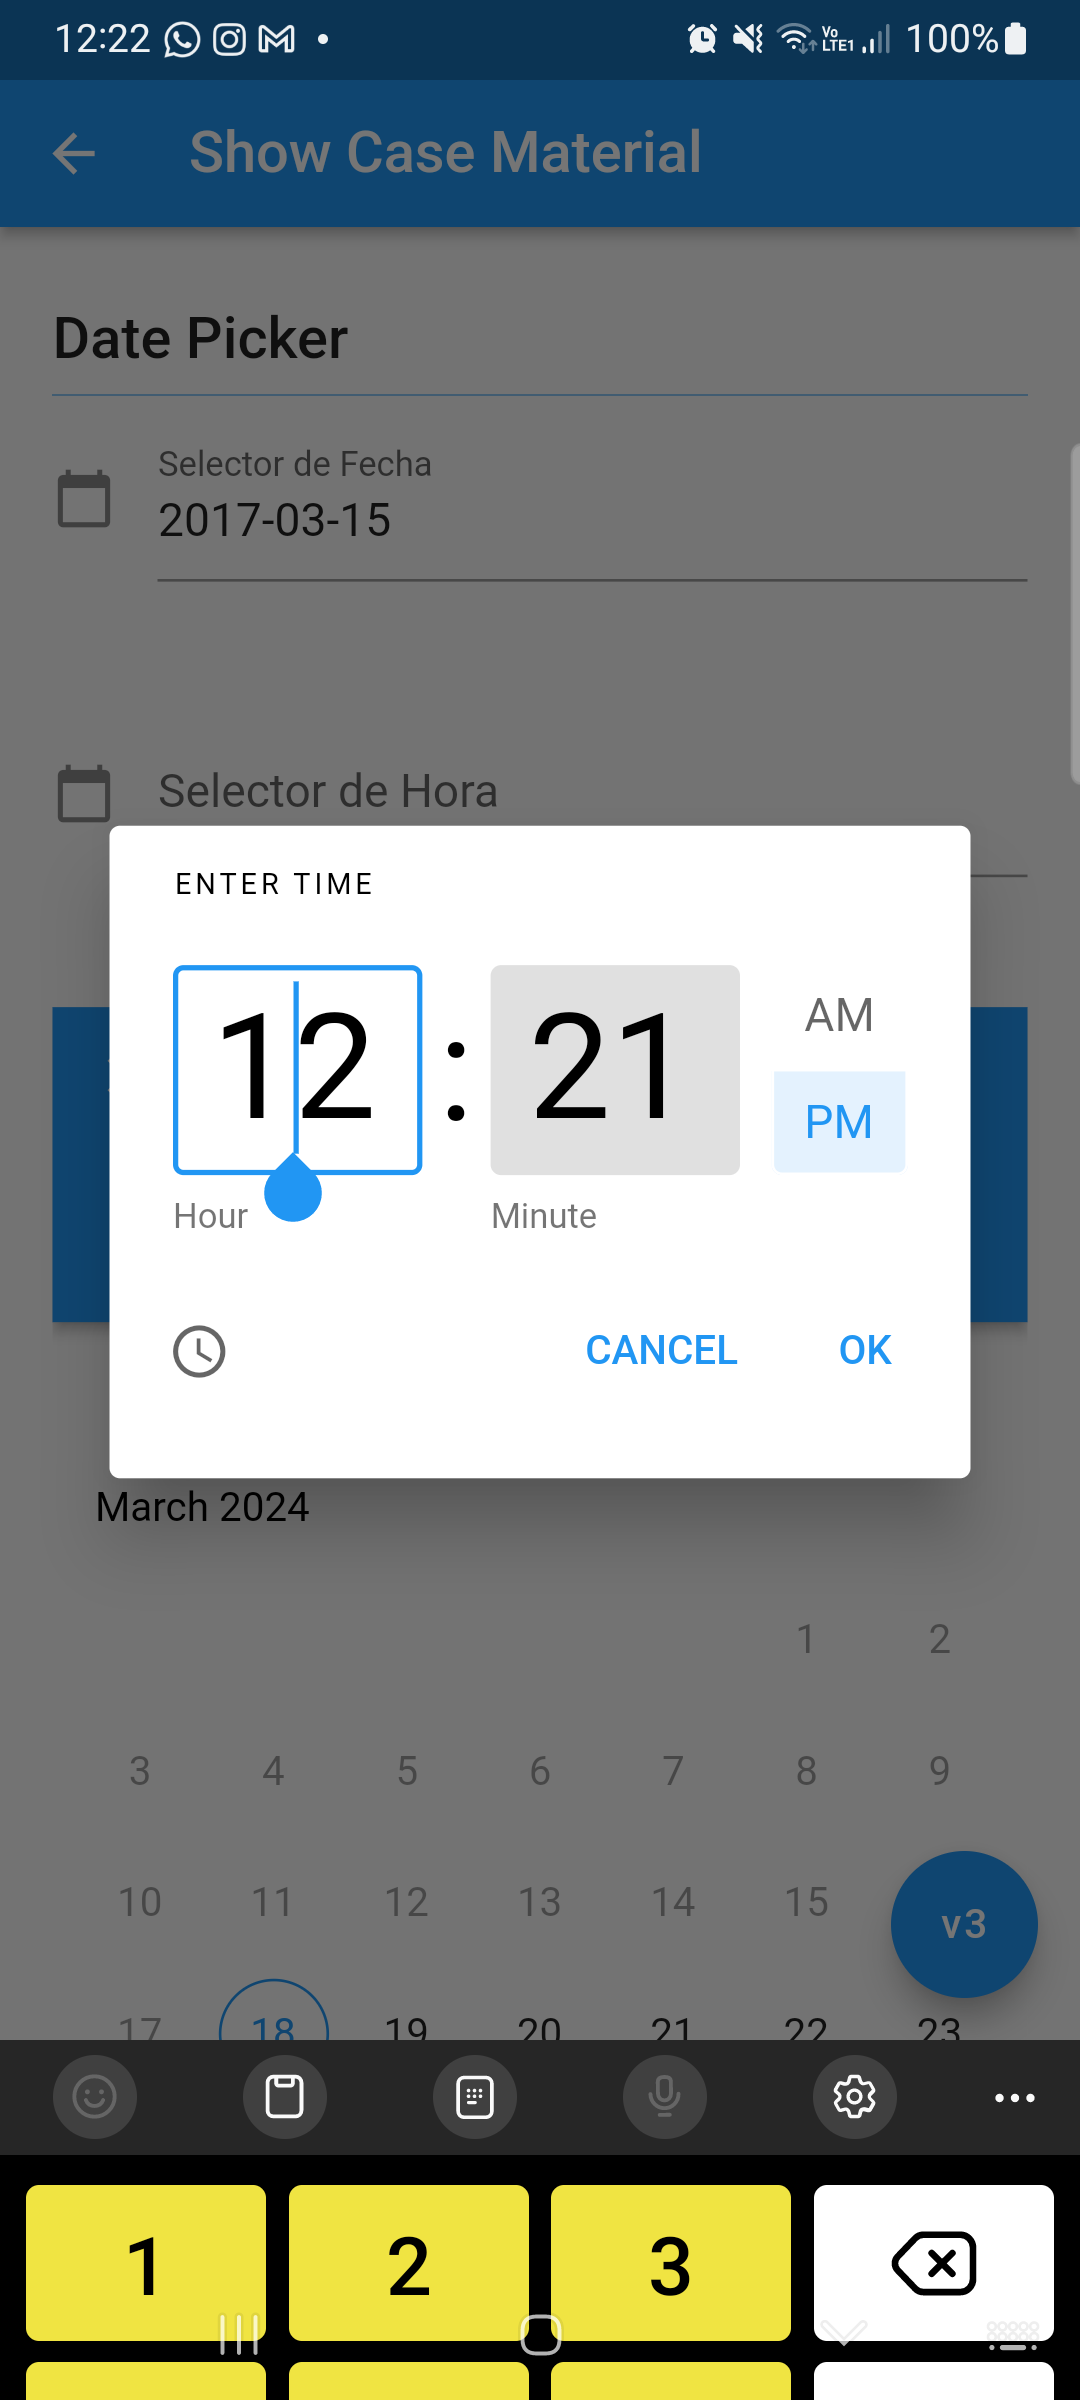 12:22 Vo LTE1 100%
Show Case Material
Date Picker
Selector de Fecha
2017-03-15
Selector de Hora
ENTER TIME
12 : 21 AM
PM
Hour Minute
CANCEL OK
March 2024
1 2
3 4 5 6 7 8 9
10 11 12 13 14 15
v3
17 18 19 20 21 22 23
1 2 3